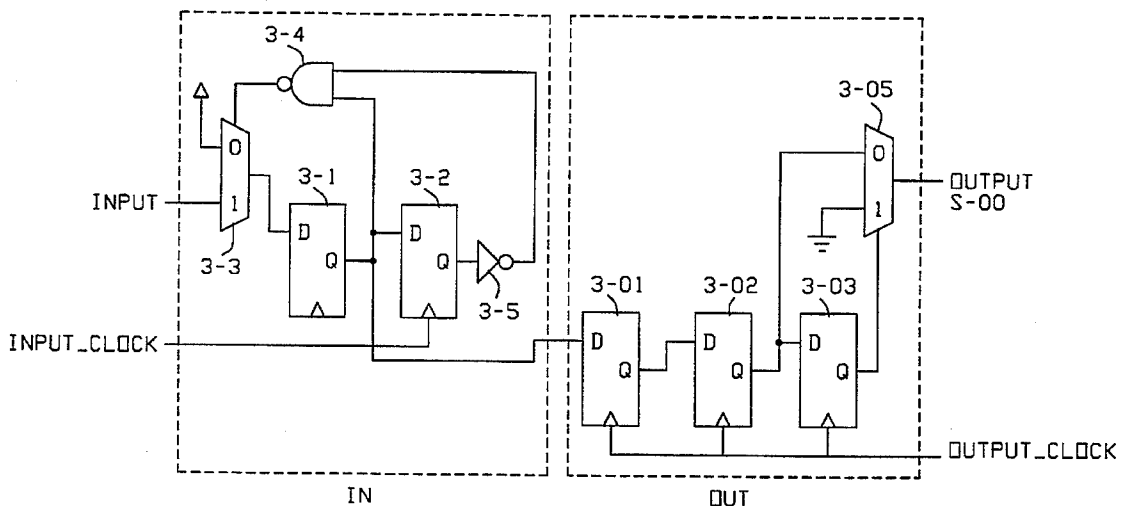 3-4
3-05
0
0
3-1
3-2
OUTPUT
S-00
INPUT
1
1
D
D
3-3
Q
Q
3-5
3-01
3-02
3-03
INPUT_CLOCK
D
D
D
Q
Q
Q
OUTPUT_CLOCK
IN
OUT